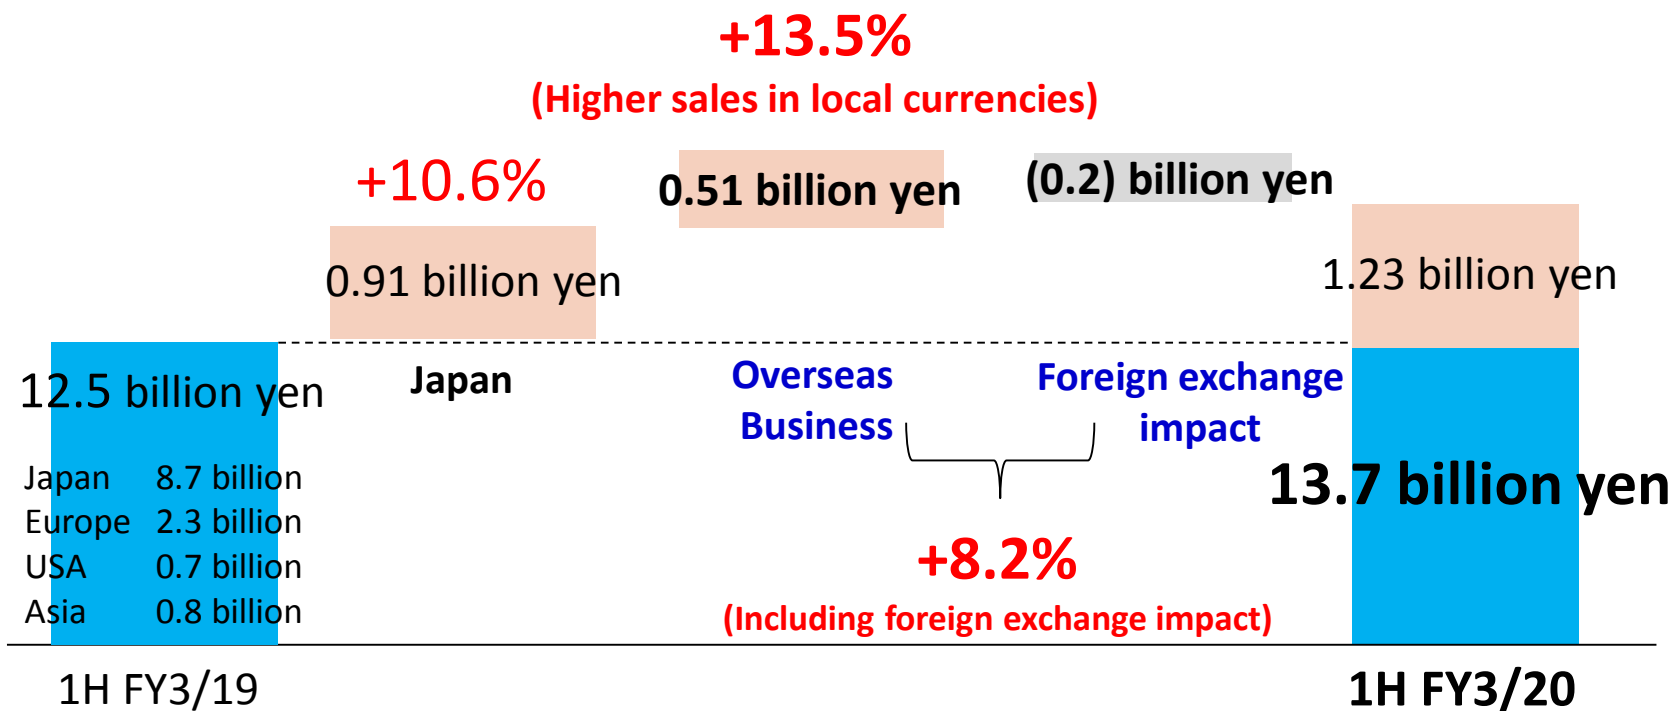 +13.5%
(Higher sales in local currencies)
+10.6%
0.51 billion yen
(0.2) billion yen
0.91 billion yen
1.23 billion yen
12.5 billion yen
Japan
Overseas
Business
Foreign exchange
impact
Japan 8.7 billion
Europe 2.3 billion
USA 0.7 billion
Asia 0.8 billion
13.7 billion yen
+8.2%
(Including foreign exchange impact)
1H FY3/19
1H FY3/20